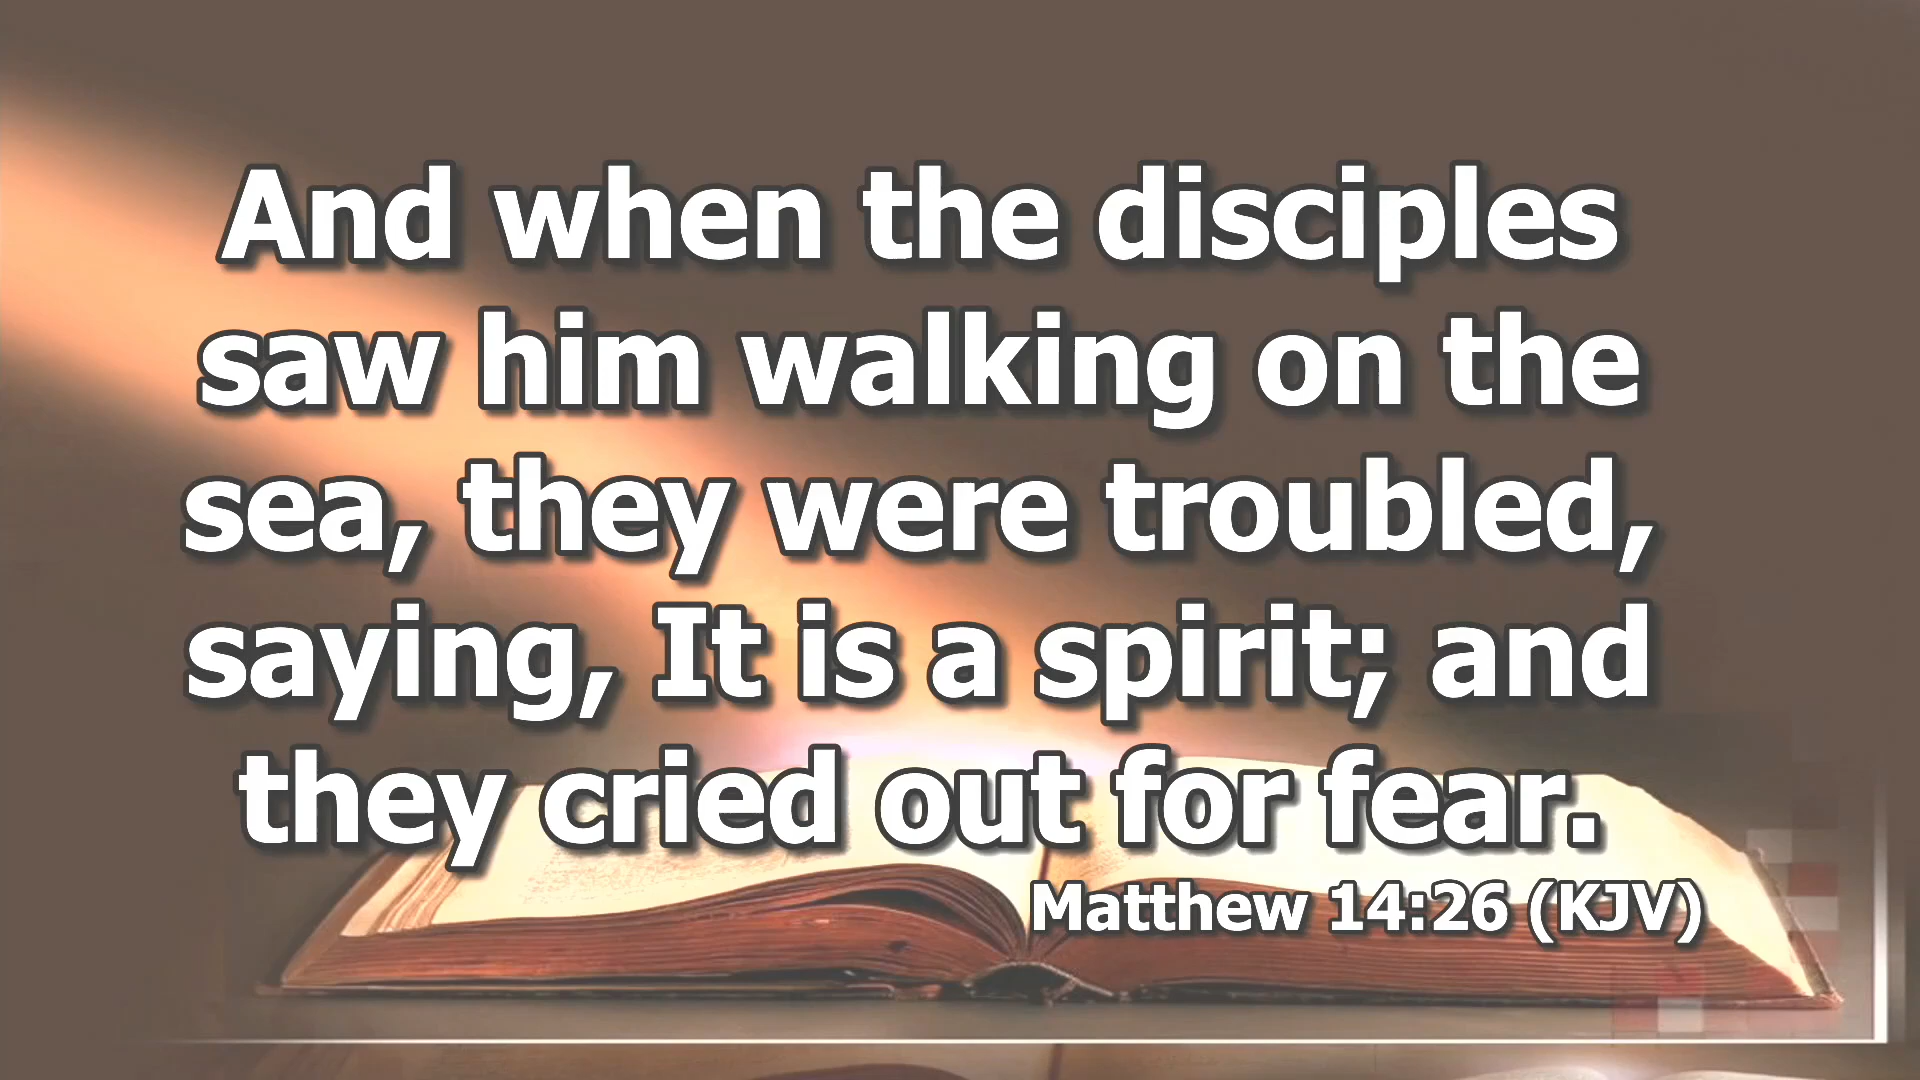 And when the disciples
saw him walking on the
sea, they were troubled,
saying, It is a spirit; and
they cried out for fear.
Matthew 14:26 (KJV)